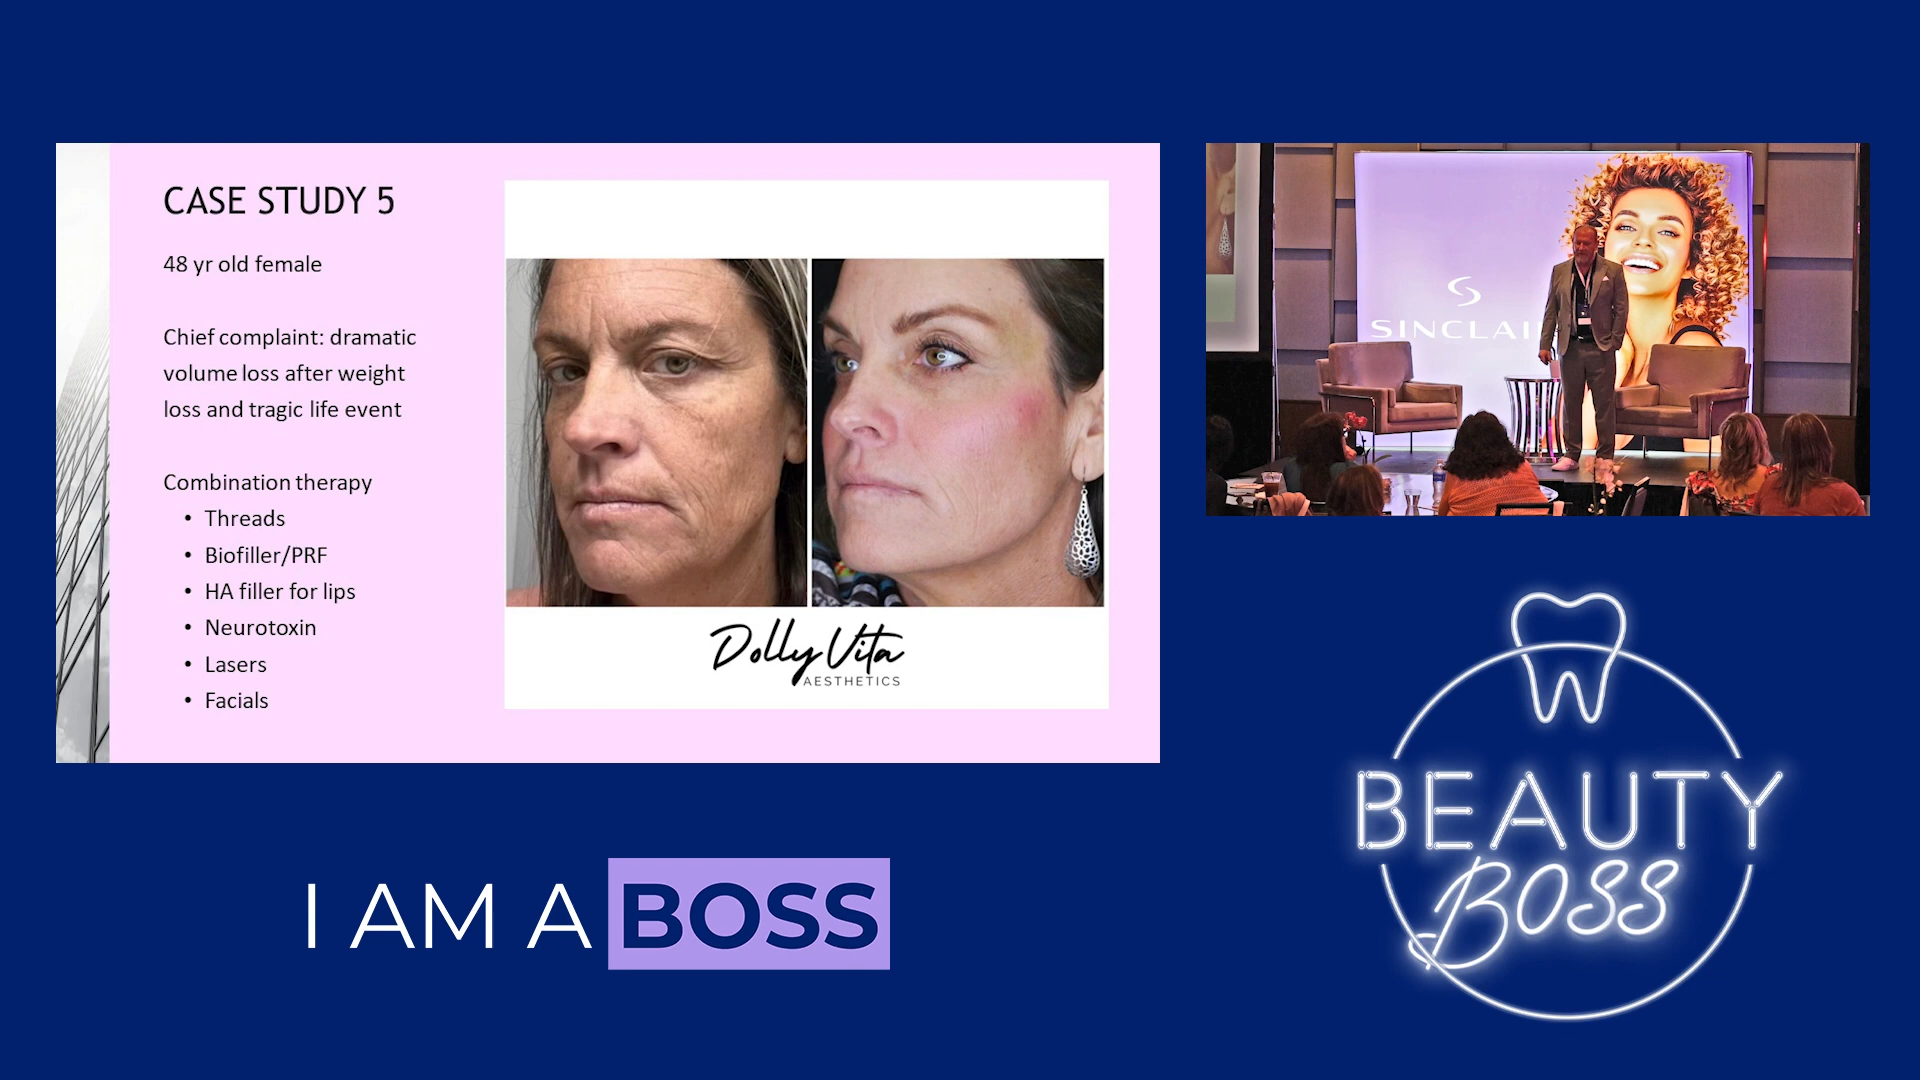 CASE STUDY 5
48 yr old female
Chief complaint: dramatic
volume loss after weight
loss and tragic life event
Combination therapy
• Threads
• Biofiller/PRF
• HA filler for lips
• Neurotoxin
• Lasers
• Facials
Dolly Vita
AESTHETICS
SINCLAI
I AM A BOSS
BEAUTY
BOSS